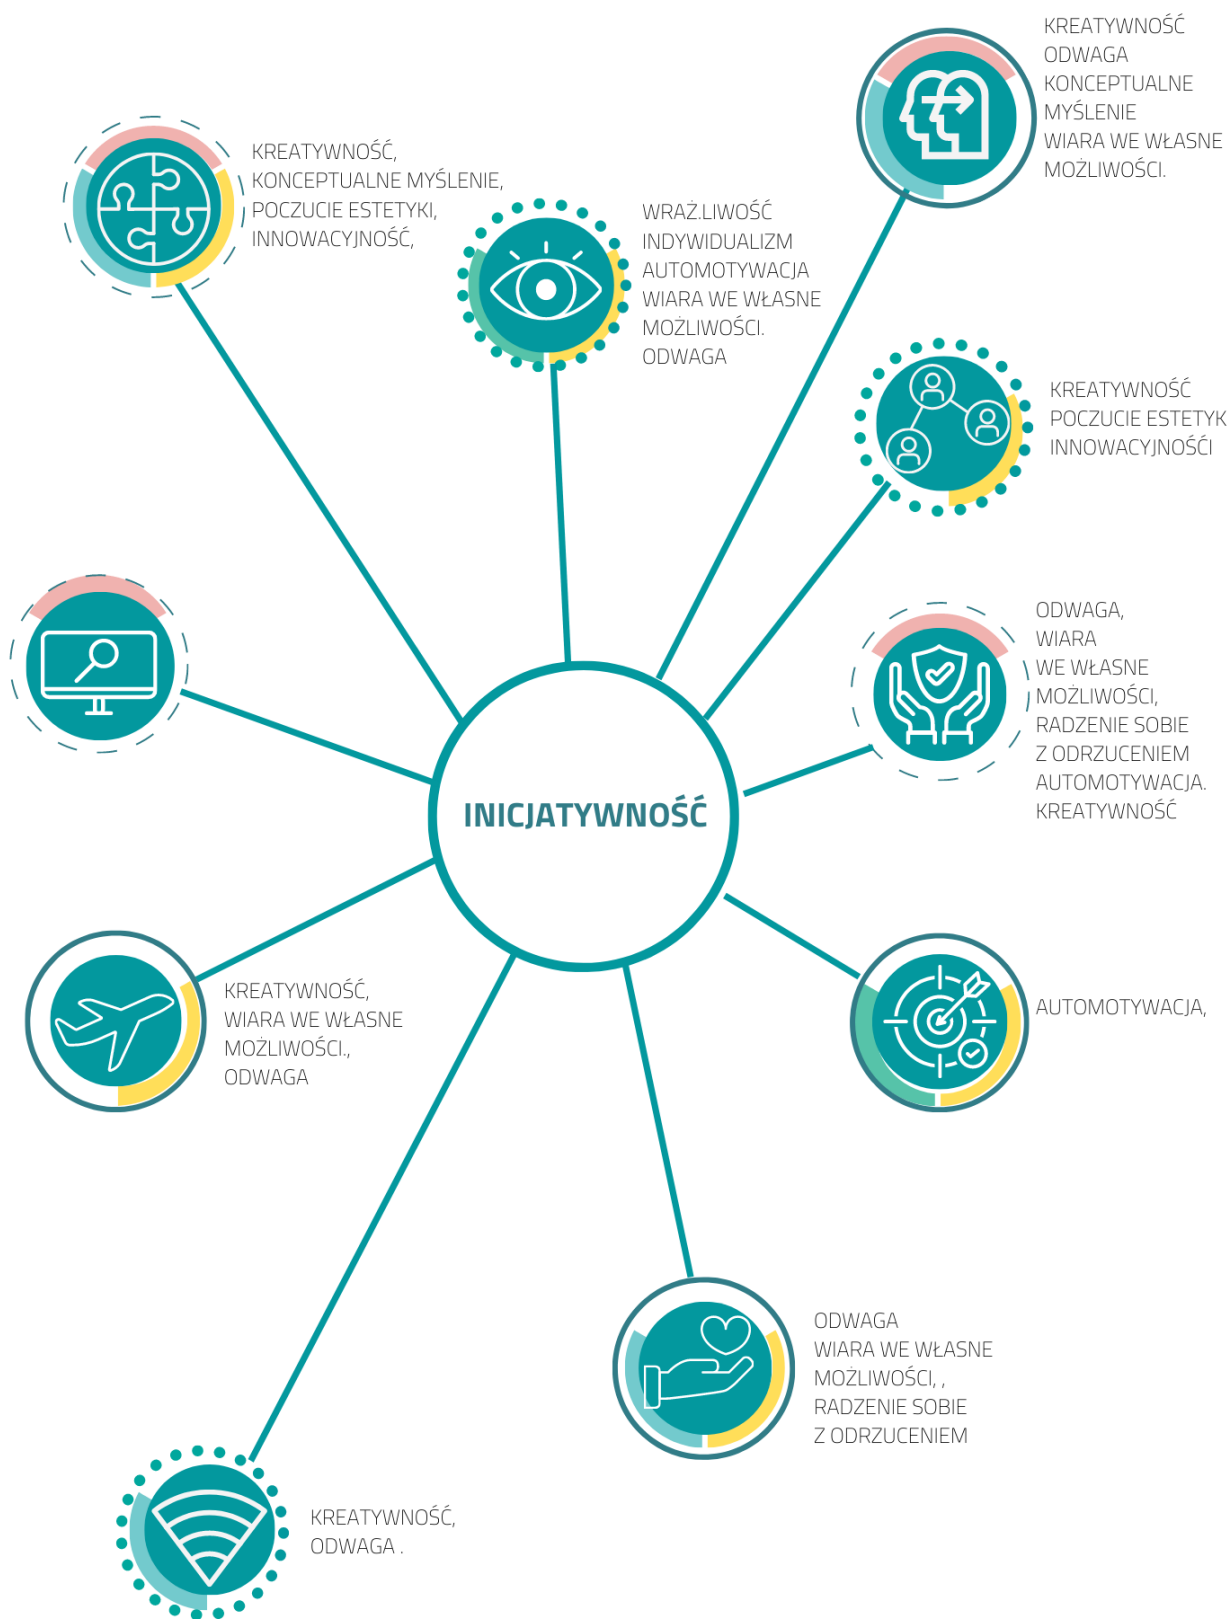 KREATYWNOŚĆ
ODWAGA
KONCEPTUALNE
MYŚLENIE
WIARA WE WŁASNE
MOŻLIWOŚCI.
KREATYWNOŚĆ,
KONCEPTUALNE MYŚLENIE,
POCZUCIE ESTETYKI,
INNOWACYJNOŚĆ,
WRAŻ.LIWOŚĆ
INDYWIDUALIZM
AUTOMOTYWACJA
WIARA WE WŁASNE
MOŻLIWOŚCI.
ODWAGA
KREATYWNOŚĆ
POCZUCIE ESTETYK
INNOWACYJNOŚĆI
ODWAGA,
WIARA
WE WŁASNE
MOŻLIWOŚCI,
RADZENIE SOBIE
Z ODRZUCENIEM
AUTOMOTYWACJA.
KREATYWNOŚĆ
INICJATYWNOŚĆ
KREATYWNOŚĆ,
WIARA WE WŁASNE
MOŻLIWOŚCI.,
ODWAGA
AUTOMOTYWACJA,
ODWAGA
WIARA WE WŁASNE
MOŻLIWOŚCI, ,
RADZENIE SOBIE
Z ODRZUCENIEM
KREATYWNOŚĆ,
ODWAGA .